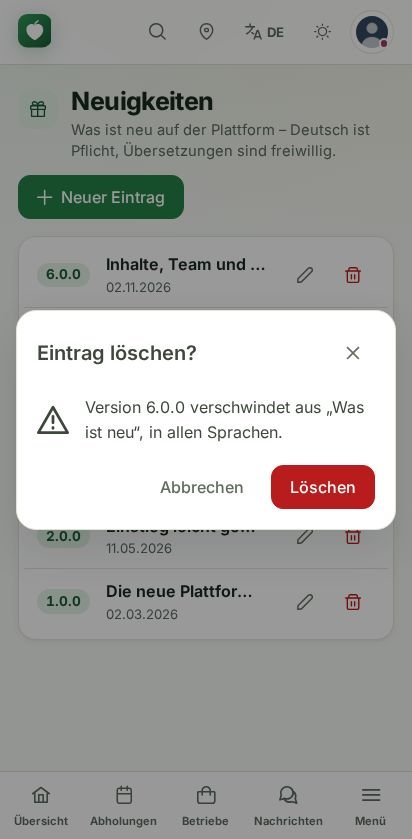 DE
Neuigkeiten
Was ist neu auf der Plattform – Deutsch ist
Pflicht, Übersetzungen sind freiwillig.
Neuer Eintrag
6.0.0
Inhalte, Team und …
02.11.2026
Eintrag löschen?
Version 6.0.0 verschwindet aus „Was
ist neu“, in allen Sprachen.
Abbrechen
Löschen
2.0.0
11.05.2026
1.0.0
Die neue Plattfor…
02.03.2026
Übersicht
Abholungen
Betriebe
Nachrichten
Menü